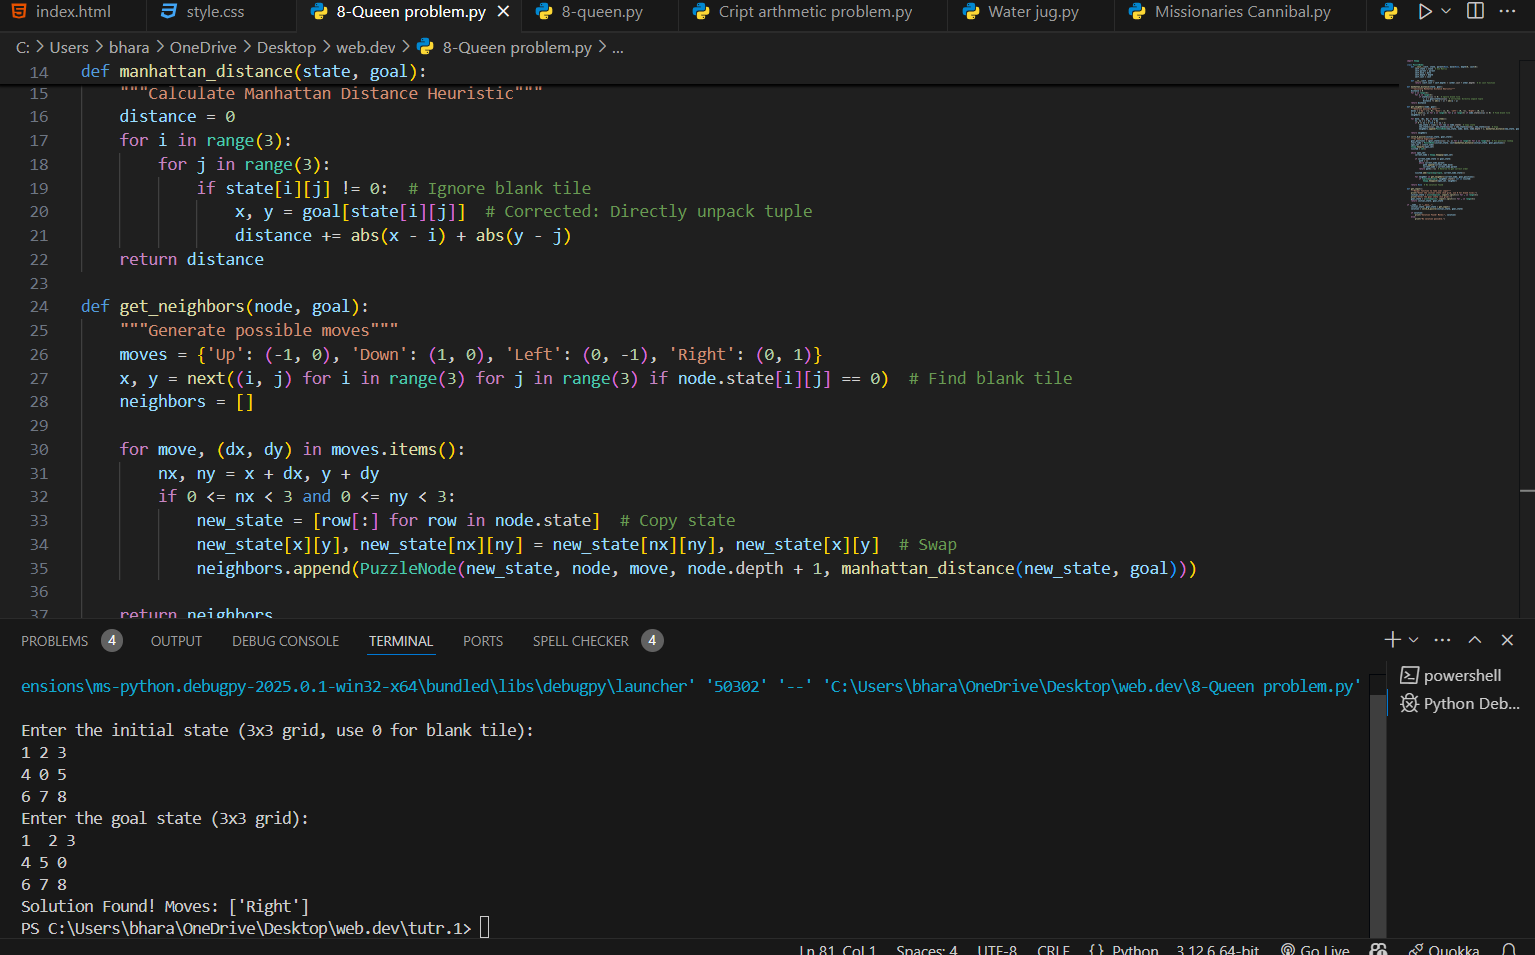 index.html style.css 8-Queen problem.py 8-queen.py Cript arthmetic problem.py Water jug.py Missionaries Cannibal.py
C: > Users > bhara > OneDrive > Desktop > web.dev > 8-Queen problem.py > ...
14 def manhattan_distance(state, goal):
15 """Calculate Manhattan Distance Heuristic"""
16 distance = 0
17 for i in range(3):
18 for j in range(3):
19 if state[i][j] != 0: # Ignore blank tile
20 x, y = goal[state[i][j]] # Corrected: Directly unpack tuple
21 distance += abs(x - i) + abs(y - j)
22 return distance
23
24 def get_neighbors(node, goal):
25 """Generate possible moves"""
26 moves = {'Up': (-1, 0), 'Down': (1, 0), 'Left': (0, -1), 'Right': (0, 1)}
27 x, y = next((i, j) for i in range(3) for j in range(3) if node.state[i][j] == 0) # Find blank tile
28 neighbors = []
29
30 for move, (dx, dy) in moves.items():
31 nx, ny = x + dx, y + dy
32 if 0 <= nx < 3 and 0 <= ny < 3:
33 new_state = [row[:] for row in node.state] # Copy state
34 new_state[x][y], new_state[nx][ny] = new_state[nx][ny], new_state[x][y] # Swap
35 neighbors.append(PuzzleNode(new_state, node, move, node.depth + 1, manhattan_distance(new_state, goal)))
36
37 return neighbors
PROBLEMS 4 OUTPUT DEBUG CONSOLE TERMINAL PORTS SPELL CHECKER 4
ensions\ms-python.debugpy-2025.0.1-win32-x64\bundled\libs\debugpy\launcher' '50302' '--' 'C:\Users\bhara\OneDrive\Desktop\web.dev\8-Queen problem.py'
powershell
Python Deb...
Enter the initial state (3x3 grid, use 0 for blank tile):
1 2 3
4 0 5
6 7 8
Enter the goal state (3x3 grid):
1  2 3
4 5 0
6 7 8
Solution Found! Moves: ['Right']
PS C:\Users\bhara\OneDrive\Desktop\web.dev\tutr.1>
Ln 81, Col 1 Spaces: 4 UTF-8 CRLF {} Python 3.12.6 64-bit Go Live Quokka